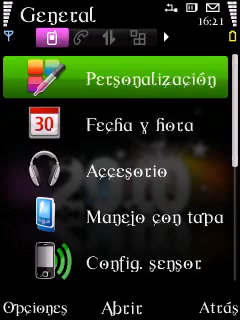 General
16:21
Personalización
30
Fecha y hora
Accesorio
Manejo con tapa
Config. sensor
Opciones Abrir Atrás